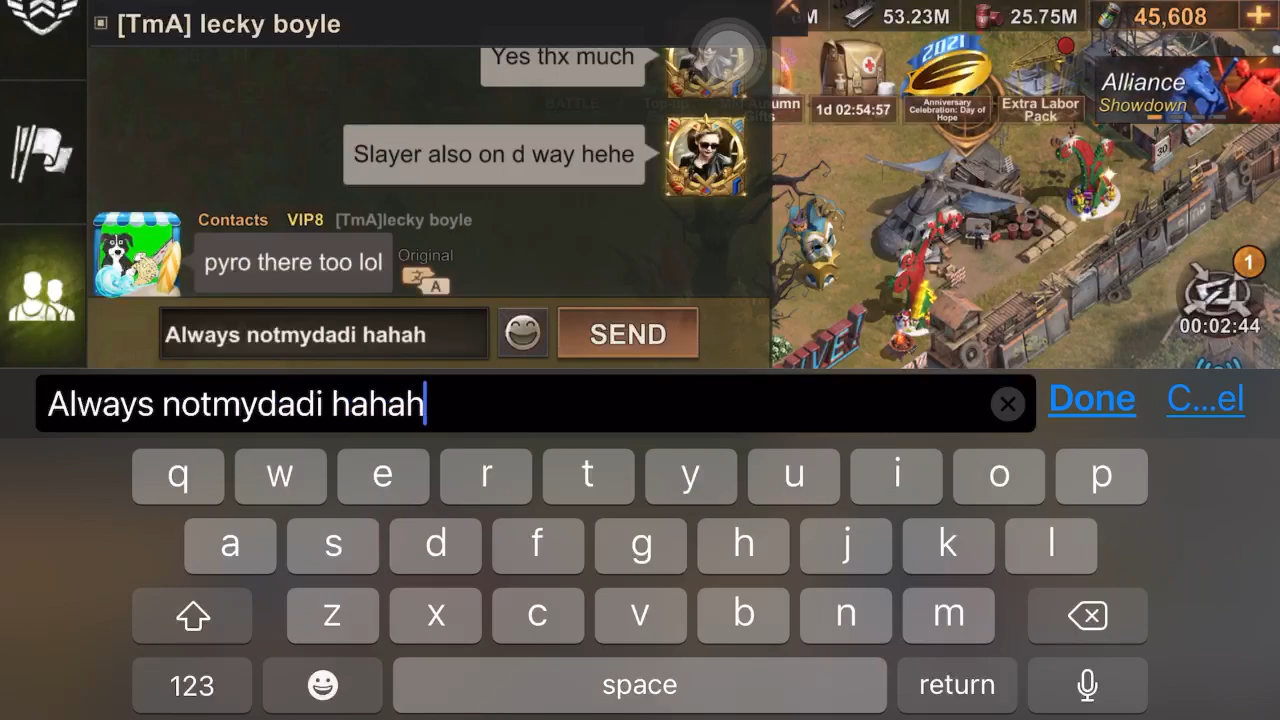 [TmA] lecky boyle
Yes thx much
Slayer also on d way hehe
Contacts VIP8 [TmA]lecky boyle
pyro there too lol
Original
A
Always notmydadi hahah
SEND
M 53.23M 25.75M 45,608
2021
1d 02:54:57
Anniversary
Celebration: Day of
Hope
Extra Labor
Pack
Alliance
Showdown
30
1
00:02:44
Always notmydadi hahah
Done C...el
q w e r t y u i o p
a s d f g h j k l
z x c v b n m
123 space return